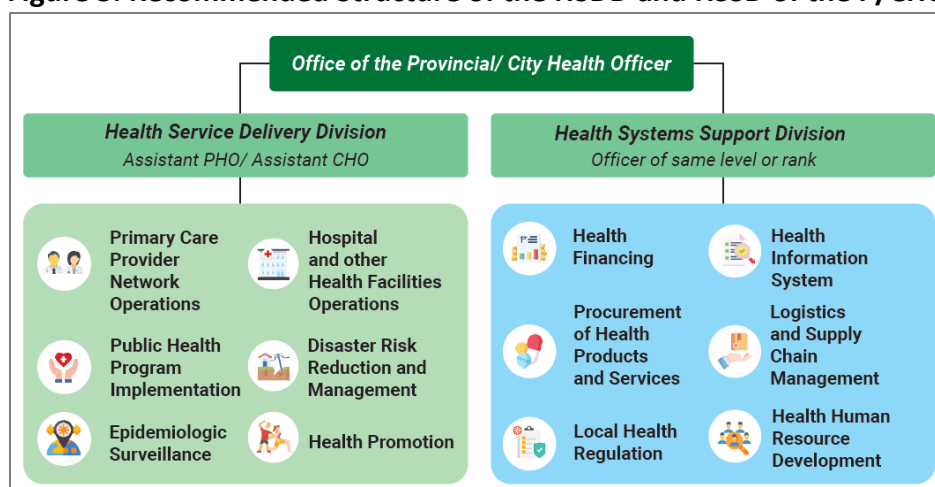 Office of the Provincial/ City Health Officer
Health Service Delivery Division
Assistant PHO/ Assistant CHO
Health Systems Support Division
Officer of same level or rank
Primary Care
Provider
Network
Operations
Hospital
and other
Health Facilities
Operations
Public Health
Program
Implementation
Disaster Risk
Reduction and
Management
Epidemiologic
Surveillance
Health Promotion
Health
Financing
Health
Information
System
Procurement
of Health
Products
and Services
Logistics
and Supply
Chain
Management
Local Health
Regulation
Health Human
Resource
Development